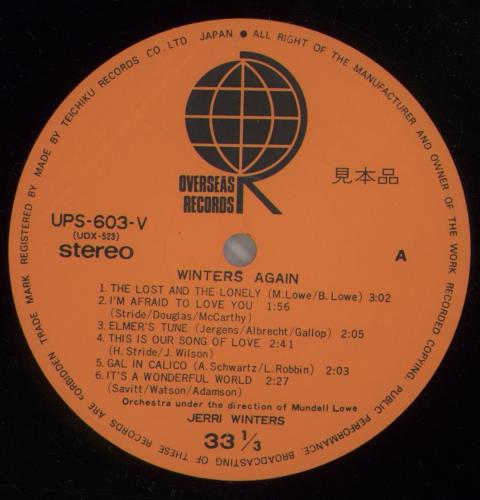 TRADE MARK REGISTERED BY MADE BY TEICHIKU RECORDS CO. LTD JAPAN ● ALL RIGHT OF THE MANUFACTURER AND OWNER OF THE WORK RECORDED COPYING, PUBLIC PERFORMANCE, BROADCASTING OF THESE RECORDS ARE FORBIDDEN
OVERSEAS
RECORDS
見本品
UPS-603-V
(UDX-523)
stereo
A
WINTERS AGAIN
1. THE LOST AND THE LONELY (M.Lowe/B.Lowe) 3:02
2. I'M AFRAID TO LOVE YOU 1:56
(Stride/Douglas/McCarthy)
3. ELMER'S TUNE (Jergens/Albrecht/Gallop) 2:05
4. THIS IS OUR SONG OF LOVE 2:41
(H.Stride/J.Wilson)
5. GAL IN CALICO (A.Schwartz/L.Robbin) 2:03
6. IT'S A WONDERFUL WORLD 2:27
(Savitt/Watson/Adamson)
Orchestra under the direction of Mundell Lowe
JERRI WINTERS
33 1/3